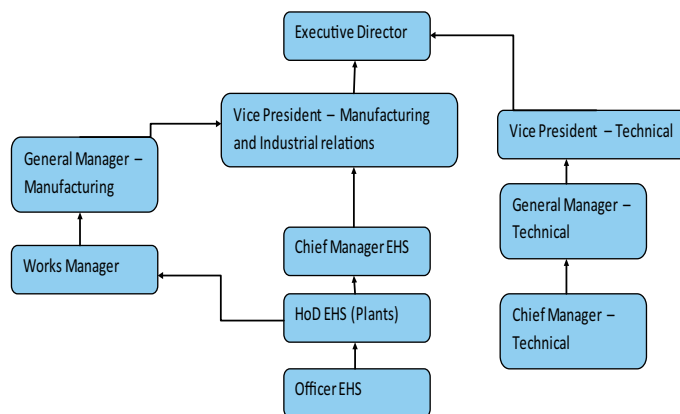 Executive Director
Vice President – Manufacturing
and Industrial relations
Vice President – Technical
General Manager –
Manufacturing
General Manager –
Technical
Chief Manager EHS
Works Manager
HoD EHS (Plants)
Chief Manager –
Technical
Officer EHS